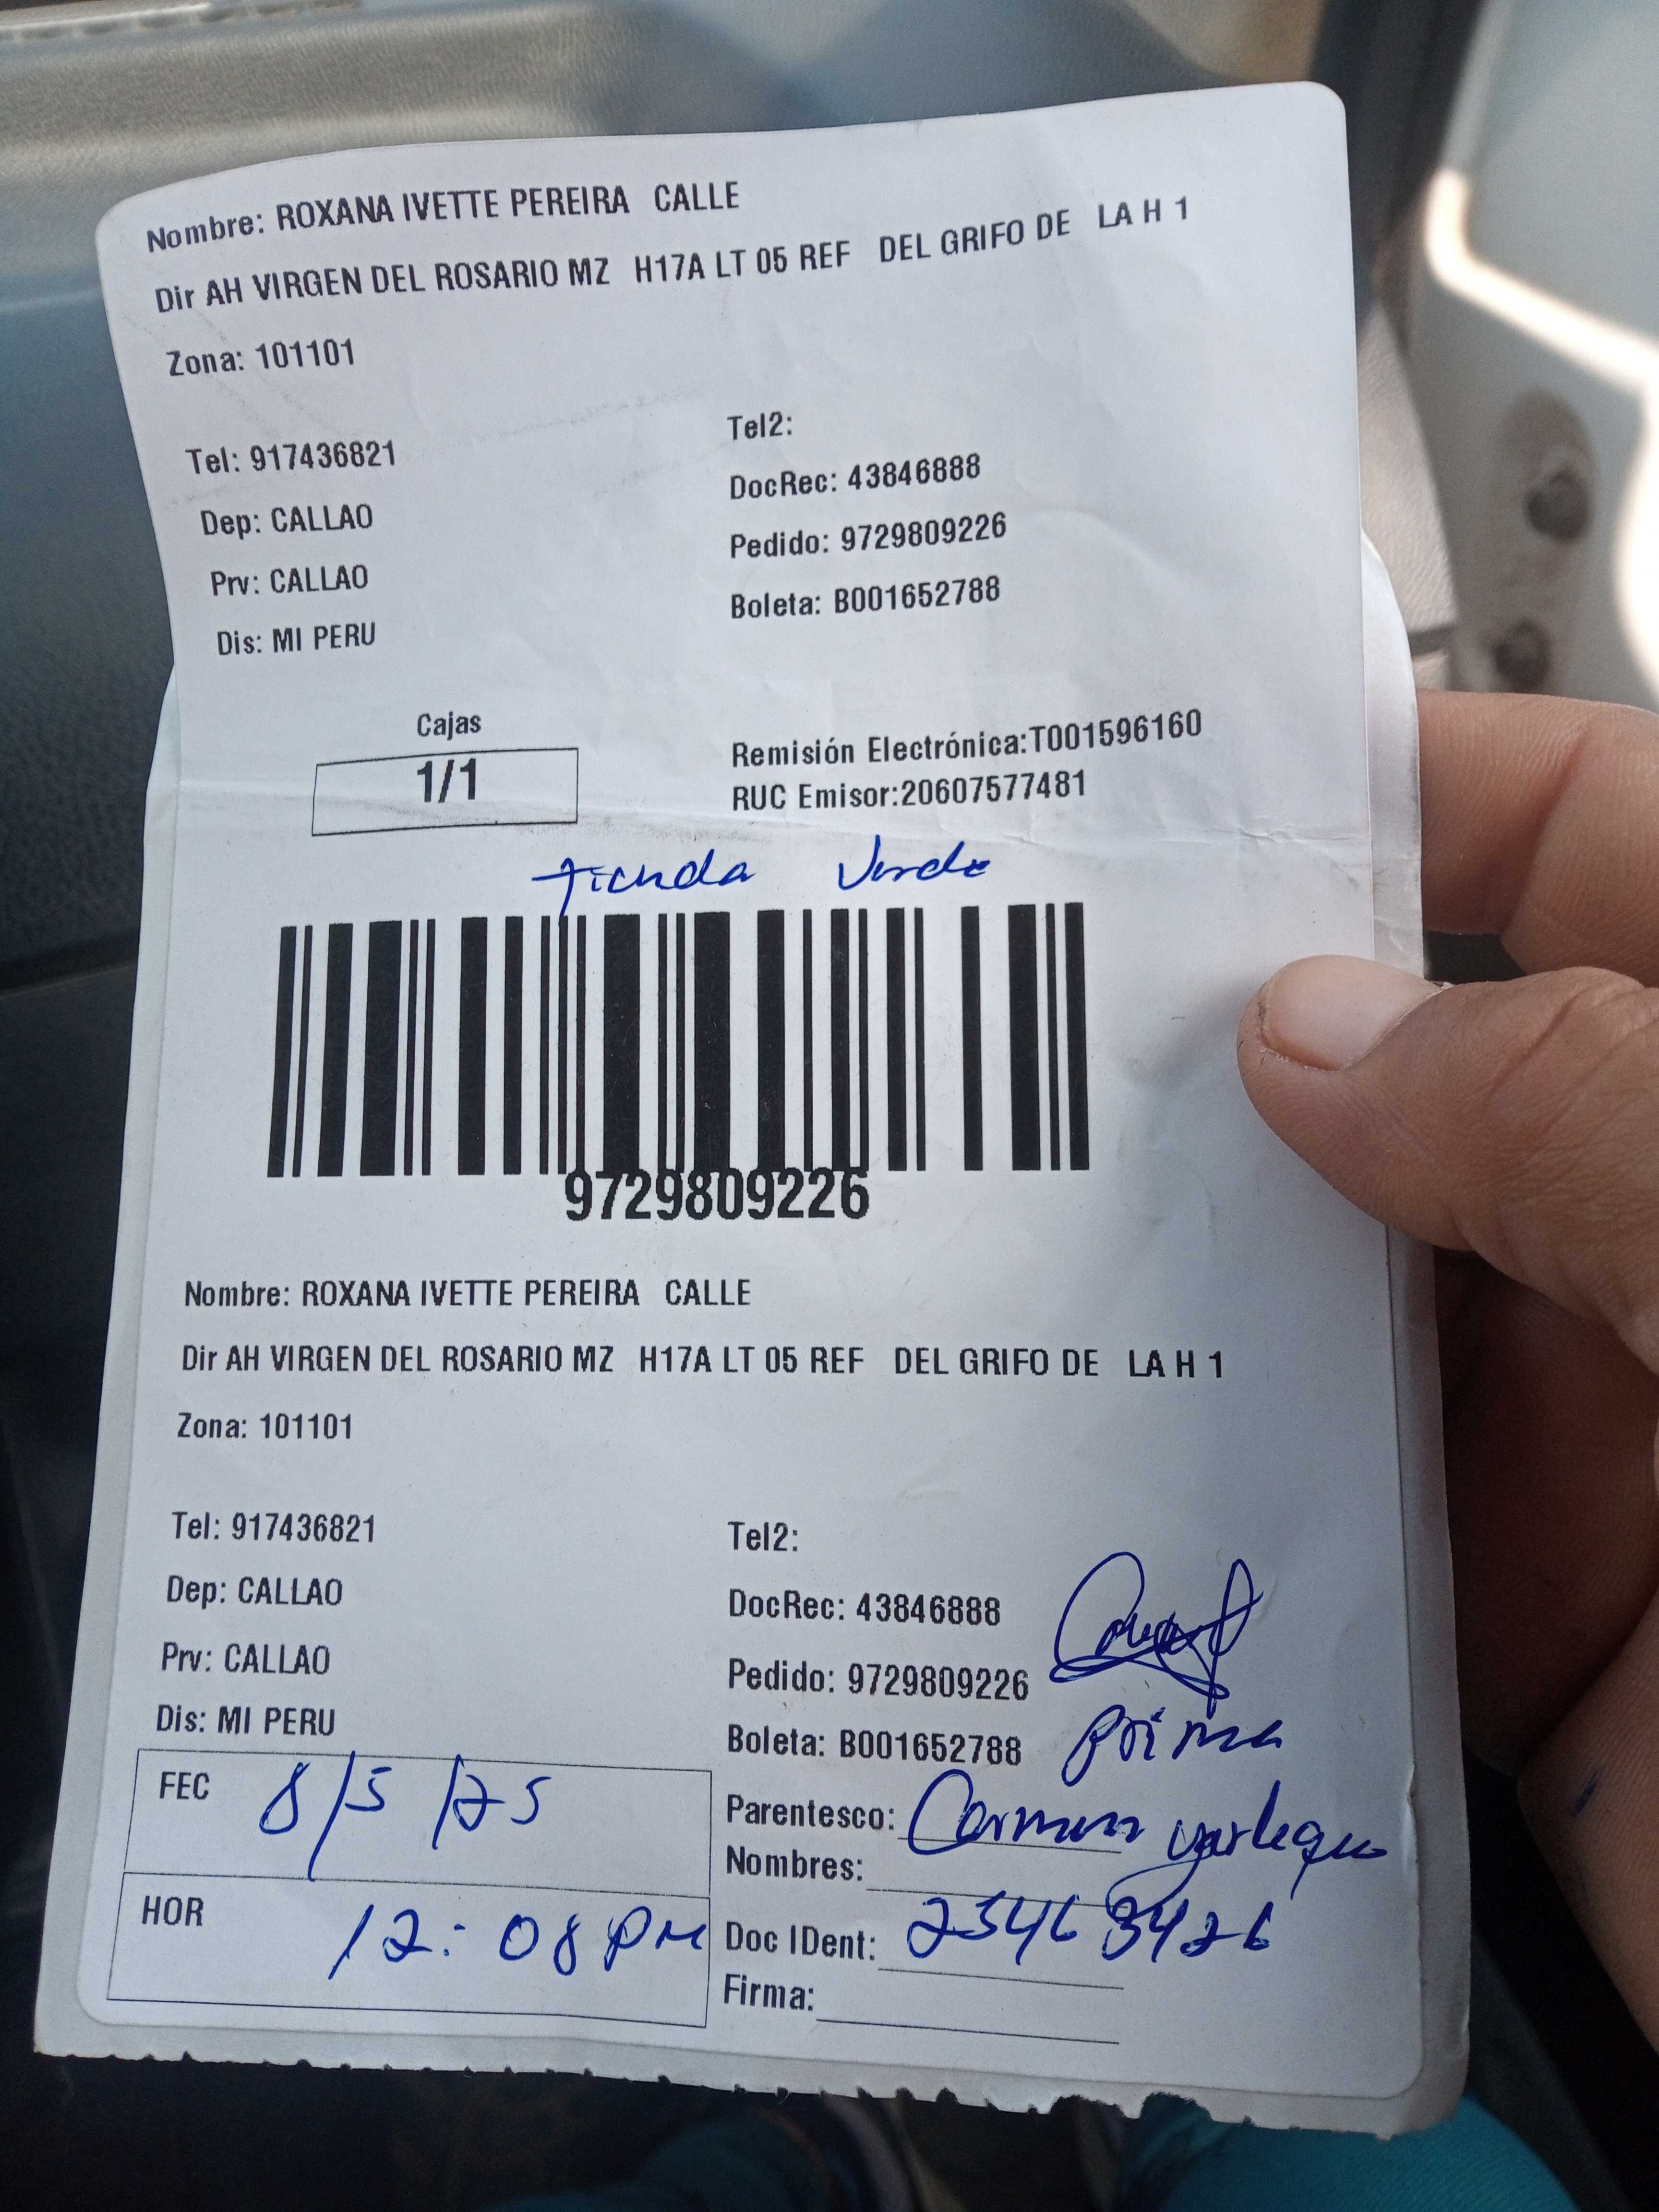 Nombre: ROXANA IVETTE PEREIRA CALLE
Dir AH VIRGEN DEL ROSARIO MZ H17A LT 05 REF DEL GRIFO DE LA H 1
Zona: 101101
Tel: 917436821
Dep: CALLAO
Prv: CALLAO
Dis: MI PERU
Tel2:
DocRec: 43846888
Pedido: 9729809226
Boleta: B001652788
Cajas
1/1
Remisión Electrónica:T001596160
RUC Emisor:20607577481
tienda Verde
9729809226
Nombre: ROXANA IVETTE PEREIRA CALLE
Dir AH VIRGEN DEL ROSARIO MZ H17A LT 05 REF DEL GRIFO DE LA H 1
Zona: 101101
Tel: 917436821
Dep: CALLAO
Prv: CALLAO
Dis: MI PERU
Tel2:
DocRec: 43846888
Pedido: 9729809226
Boleta: B001652788
prima
FEC 8/5/25
HOR 12:08 PM
Parentesco: Carmen
Nombres:
Doc IDent:
Firma: